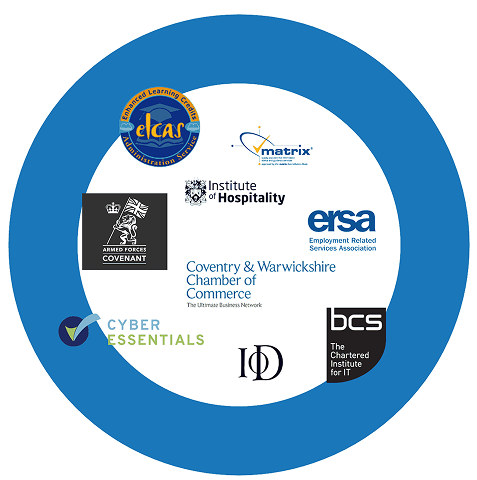 Enhanced Learning Credits
elcas
Administration Service
matrix
Institute
of Hospitality
ARMED FORCES
COVENANT
ersa
Employment Related
Services Association
Coventry & Warwickshire
Chamber of
Commerce
The Ultimate Business Network
CYBER
ESSENTIALS
bcs
The
Chartered
Institute
for IT
IOD